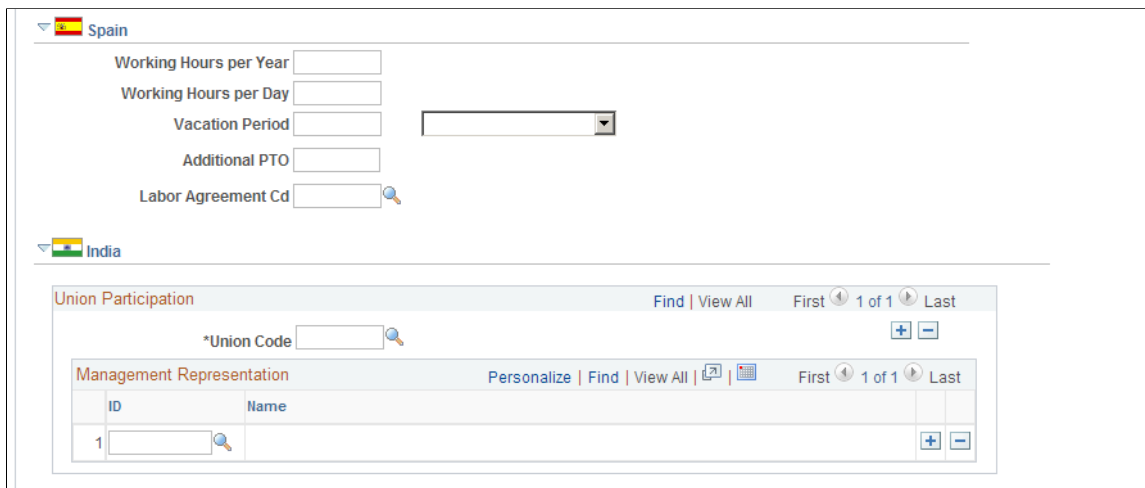 Spain
Working Hours per Year
Working Hours per Day
Vacation Period
Additional PTO
Labor Agreement Cd
India
Union Participation Find | View All First 1 of 1 Last
*Union Code
Management Representation Personalize | Find | View All | | First 1 of 1 Last
ID Name
1